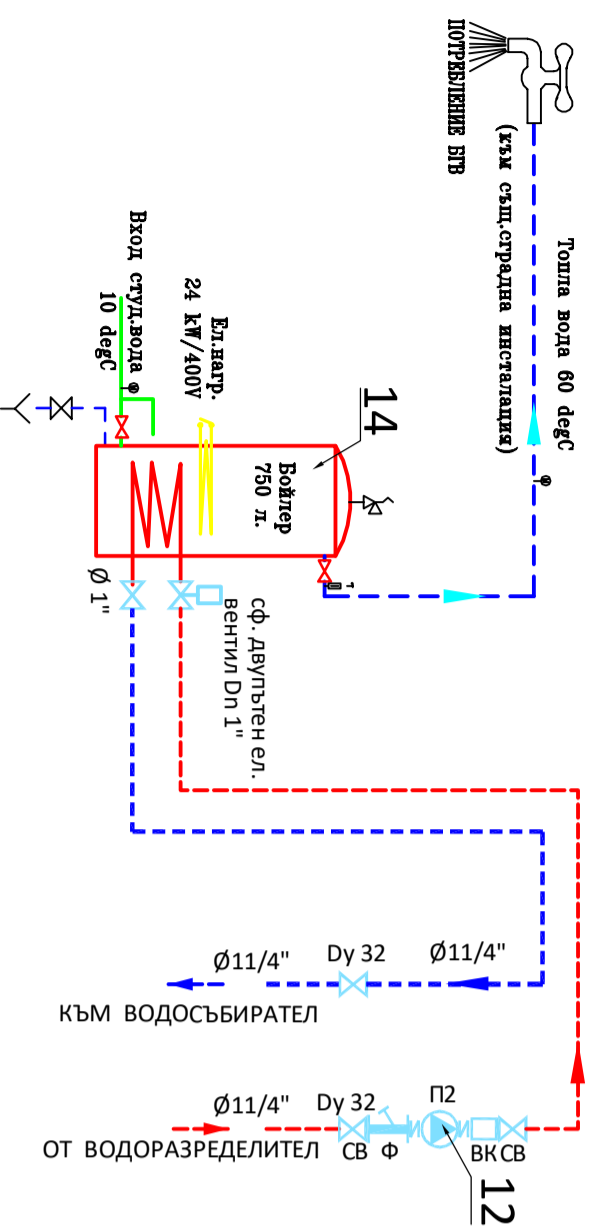 Топла вода 60 degC
(към същ.сградна инсталация)
ПОТРЕБЛЕНИЕ БГВ
Вход студ.вода
10 degC
Ел.нагр.
24 kW/400V
14
Бойлер
750 л.
T
Ø 1"
сф. двупътен ел.
вентил Dn 1"
Ø11/4" Dy 32 Ø11/4"
КЪМ ВОДОСЪБИРАТЕЛ
Ø11/4" Dy 32 П2
ОТ ВОДОРАЗРЕДЕЛИТЕЛ СВ Ф ВК СВ
12